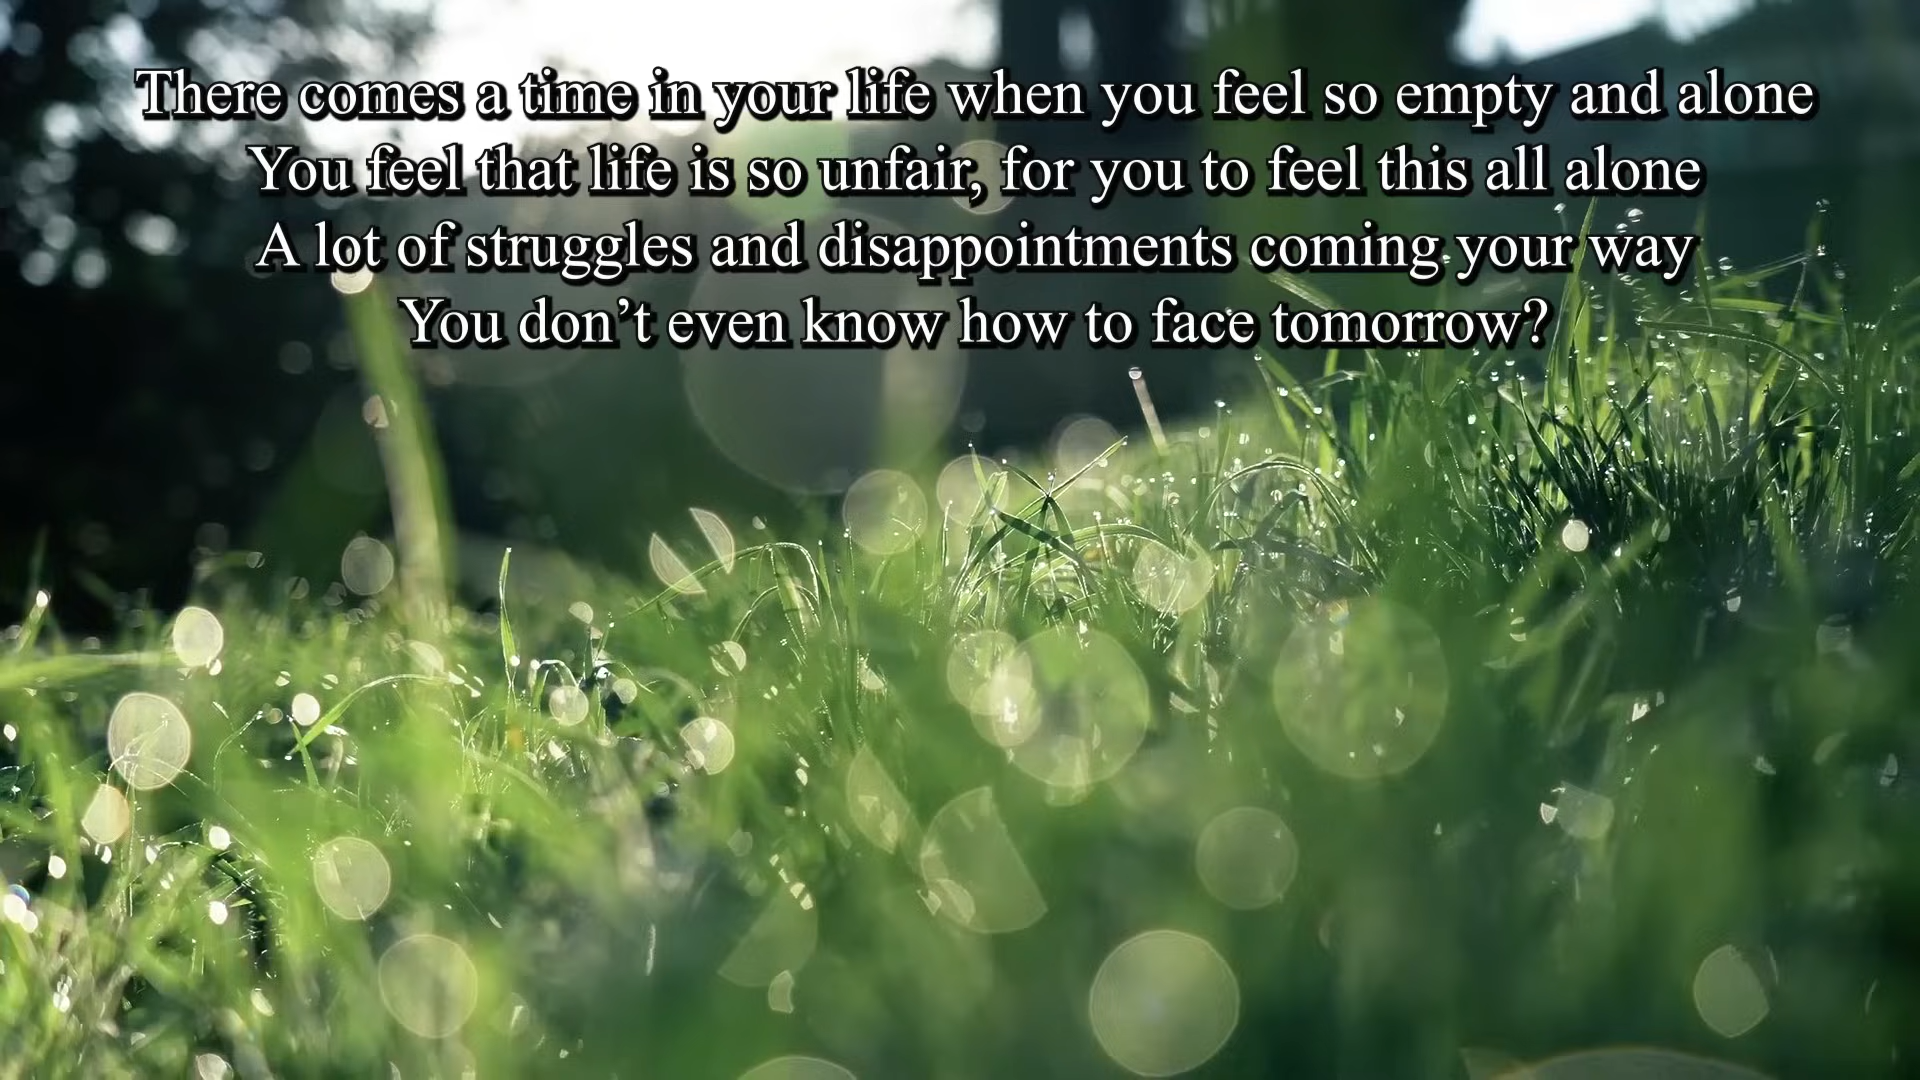 There comes a time in your life when you feel so empty and alone
You feel that life is so unfair, for you to feel this all alone
A lot of struggles and disappointments coming your way
You don’t even know how to face tomorrow?